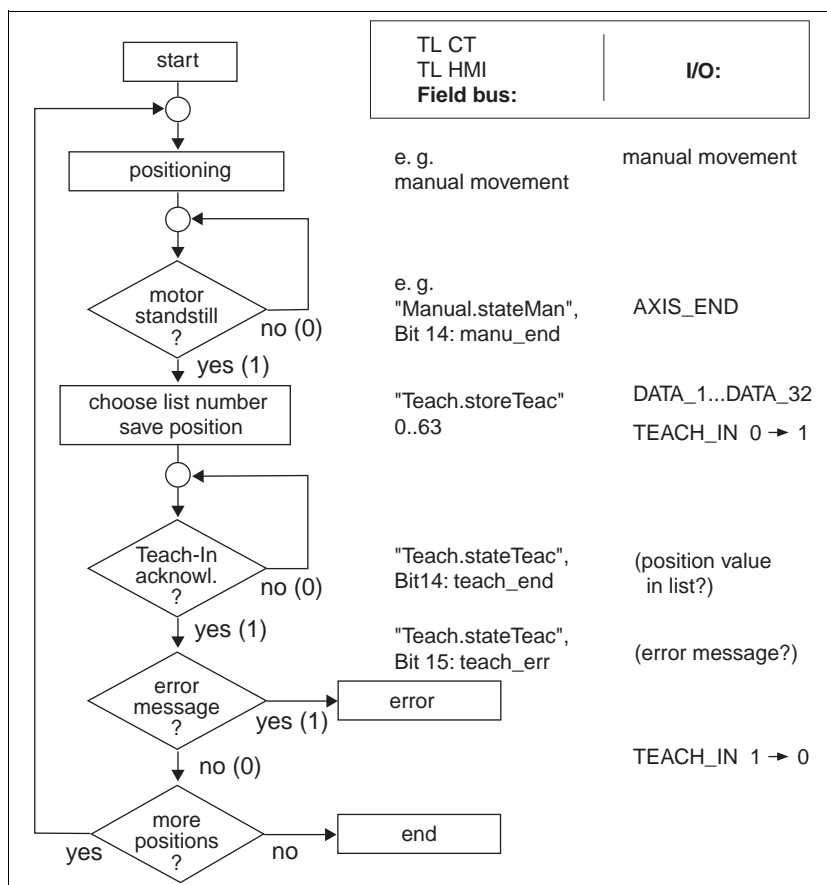 start
TL CT
TL HMI
Field bus:
I/O:
positioning
e. g.
manual movement
manual movement
motor
standstill
?
no (0)
yes (1)
e. g.
"Manual.stateMan",
Bit 14: manu_end
AXIS_END
choose list number
save position
"Teach.storeTeac"
0..63
DATA_1...DATA_32
TEACH_IN 0 → 1
Teach-In
acknowl.
?
no (0)
yes (1)
"Teach.stateTeac",
Bit14: teach_end
(position value
in list?)
"Teach.stateTeac",
Bit 15: teach_err
(error message?)
error
message
?
yes (1)
error
no (0)
TEACH_IN 1 → 0
more
positions
?
yes
no
end